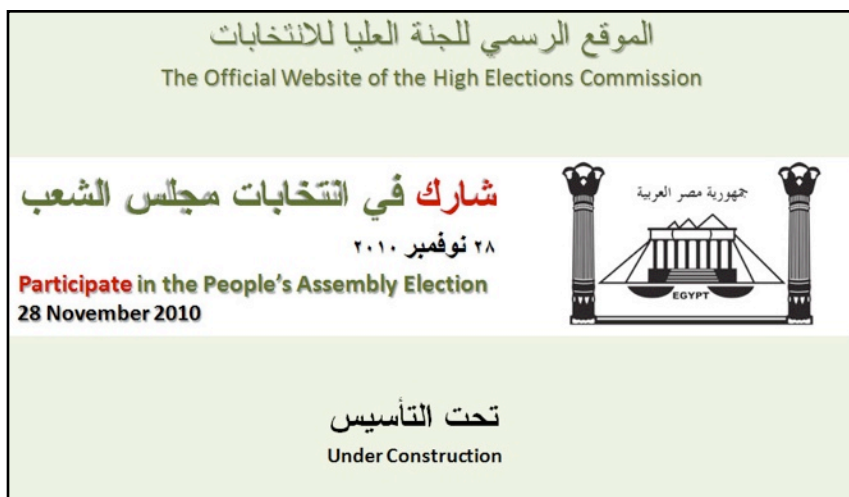 الموقع الرسمي للجنة العليا للانتخابات
The Official Website of the High Elections Commission
شارك في انتخابات مجلس الشعب
٢٨ نوفمبر ٢٠١٠
Participate in the People's Assembly Election
28 November 2010
جمهورية مصر العربية
EGYPT
تحت التأسيس
Under Construction